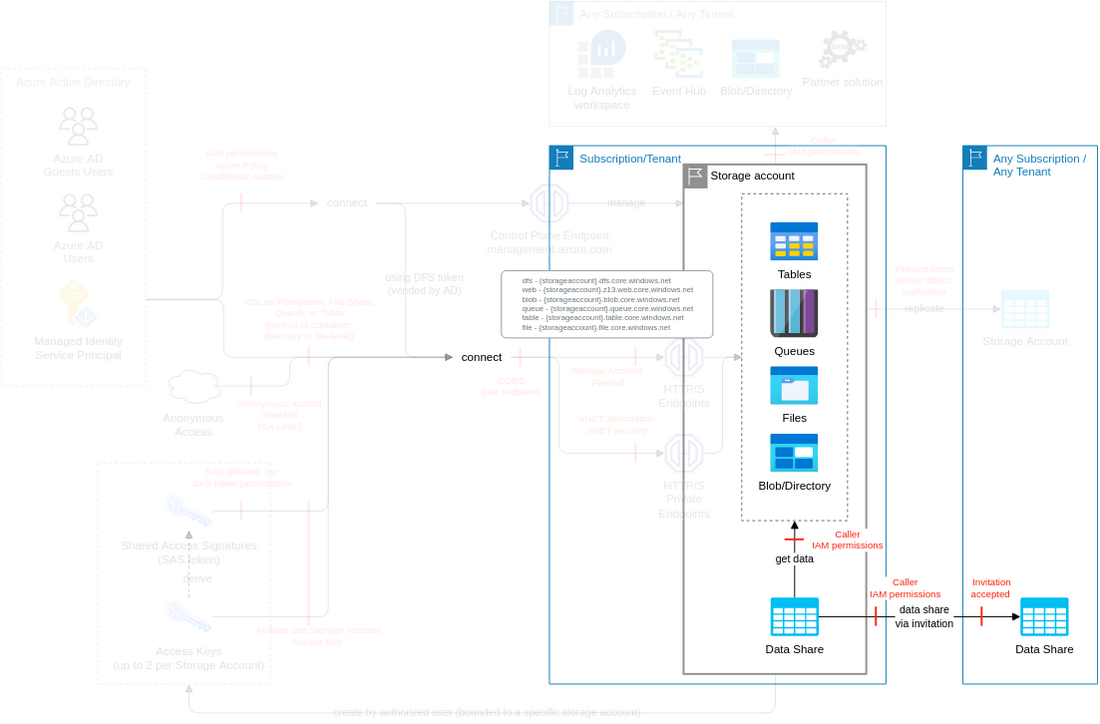 Any Subscription / Any Tenant
Log Analytics
workspace
Event Hub
Blob/Directory
Partner solution
Azure Active Directory
Azure AD
Guests Users
Azure AD
Users
Managed Identity
Service Principal
IAM permissions
Azure Policy
Conditional Access
connect
Control Plane Endpoint
management.azure.com
manage
using DFS token
(vended by AD)
ACL on Filesystem, File Share,
Queue, or Table
(restrict at container,
directory or file-level)
Caller
IAM permissions
Subscription/Tenant
Storage account
dfs - {storageaccount}.dfs.core.windows.net
web - {storageaccount}.z13.web.core.windows.net
blob - {storageaccount}.blob.core.windows.net
queue - {storageaccount}.queue.core.windows.net
table - {storageaccount}.table.core.windows.net
file - {storageaccount}.file.core.windows.net
Tables
Queues
Files
Blob/Directory
Any Subscription /
Any Tenant
Prevent cross
tenant object
replication
replicate
Storage Account
connect
CORS
(per endpoint)
Storage Account
Firewall
HTTP/S
Endpoints
VNET association
VNET security
HTTP/S
Private
Endpoints
Anonymous
Access
Anonymous access
enabled
(SA Level)
SAS policies,
SAS token permissions
Shared Access Signatures
(SAS token)
derive
Access Keys
(up to 2 per Storage Account)
use Storage Account
Access Key
get data
Caller
IAM permissions
Data Share
Caller
IAM permissions
data share
via invitation
Invitation
accepted
Data Share
create by authorized user (bounded to a specific storage account)